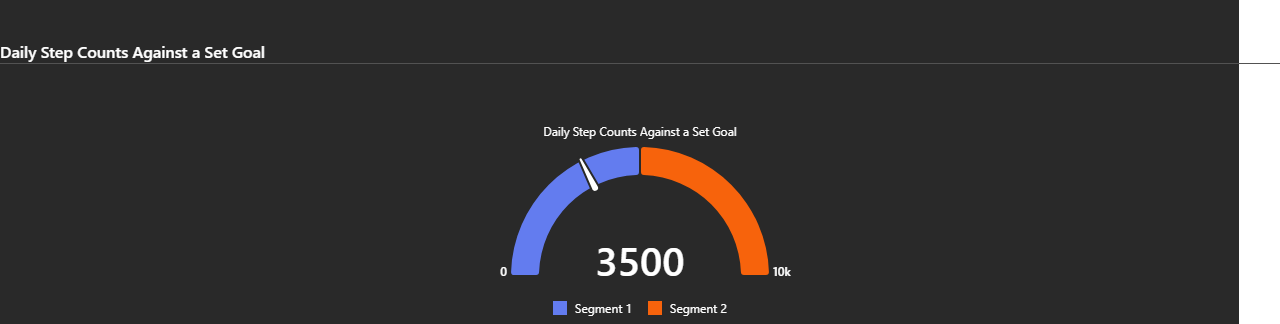 Daily Step Counts Against a Set Goal
Daily Step Counts Against a Set Goal
3500
0 10k
Segment 1 Segment 2